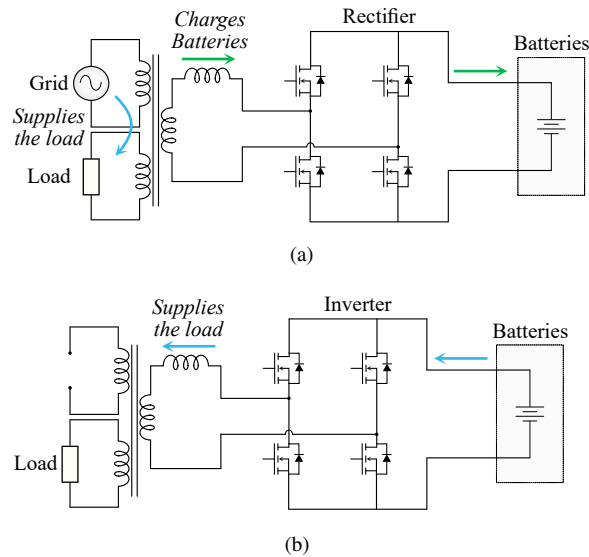 Charges
Batteries
Rectifier
Batteries
Grid
Supplies
the load
Load
(a)
Supplies
the load
Inverter
Batteries
Load
(b)